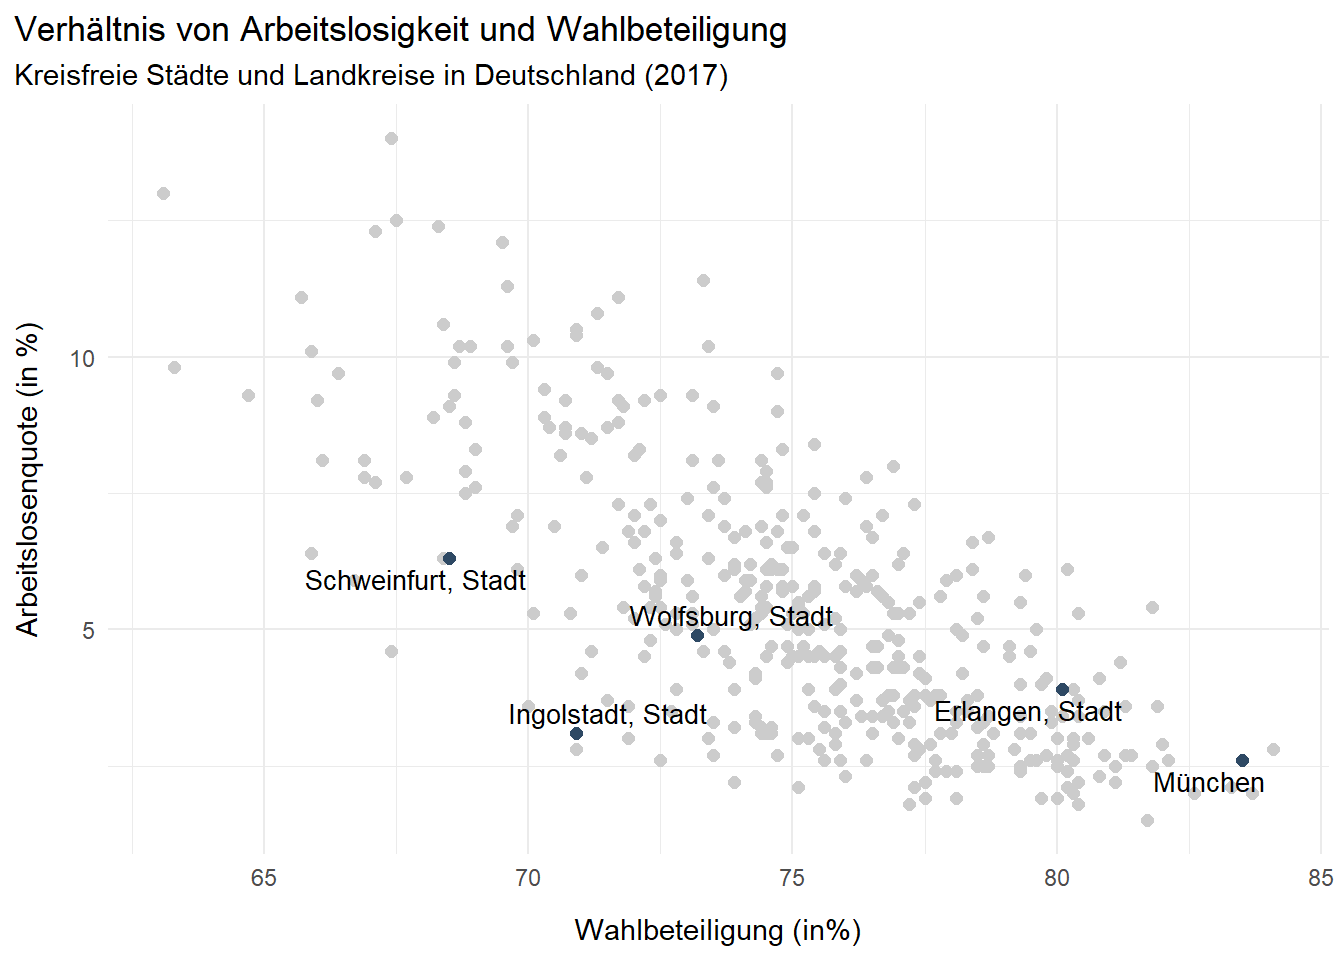 Verhältnis von Arbeitslosigkeit und Wahlbeteiligung
Kreisfreie Städte und Landkreise in Deutschland (2017)
Arbeitslosenquote (in %)
10
5
Schweinfurt, Stadt
Wolfsburg, Stadt
Ingolstadt, Stadt
Erlangen, Stadt
München
65
70
75
80
85
Wahlbeteiligung (in%)